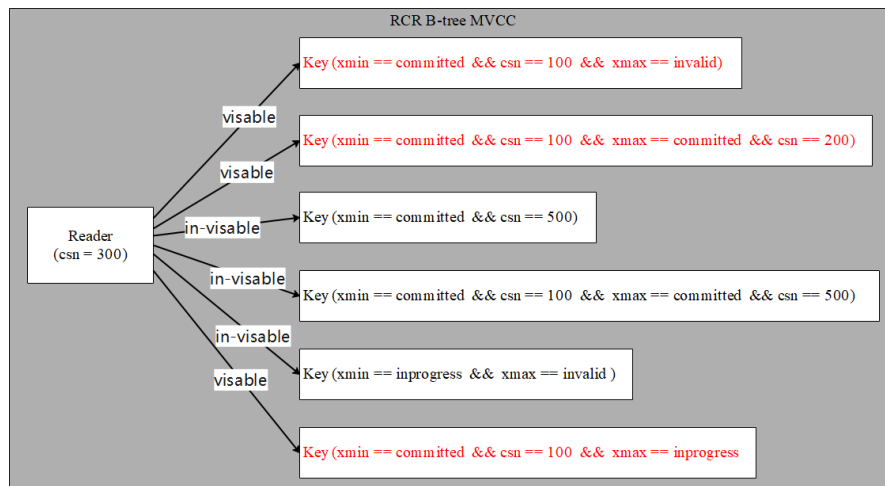 RCR B-tree MVCC
Key (xmin == committed && csn == 100 && xmax == invalid)
visable
Key (xmin == committed && csn == 100 && xmax == committed && csn == 200)
visable
Key (xmin == committed && csn == 500)
in-visable
Reader
(csn = 300)
in-visable
Key (xmin == committed && csn == 100 && xmax == committed && csn == 500)
in-visable
Key (xmin == inprogress && xmax == invalid )
visable
Key (xmin == committed && csn == 100 && xmax == inprogress